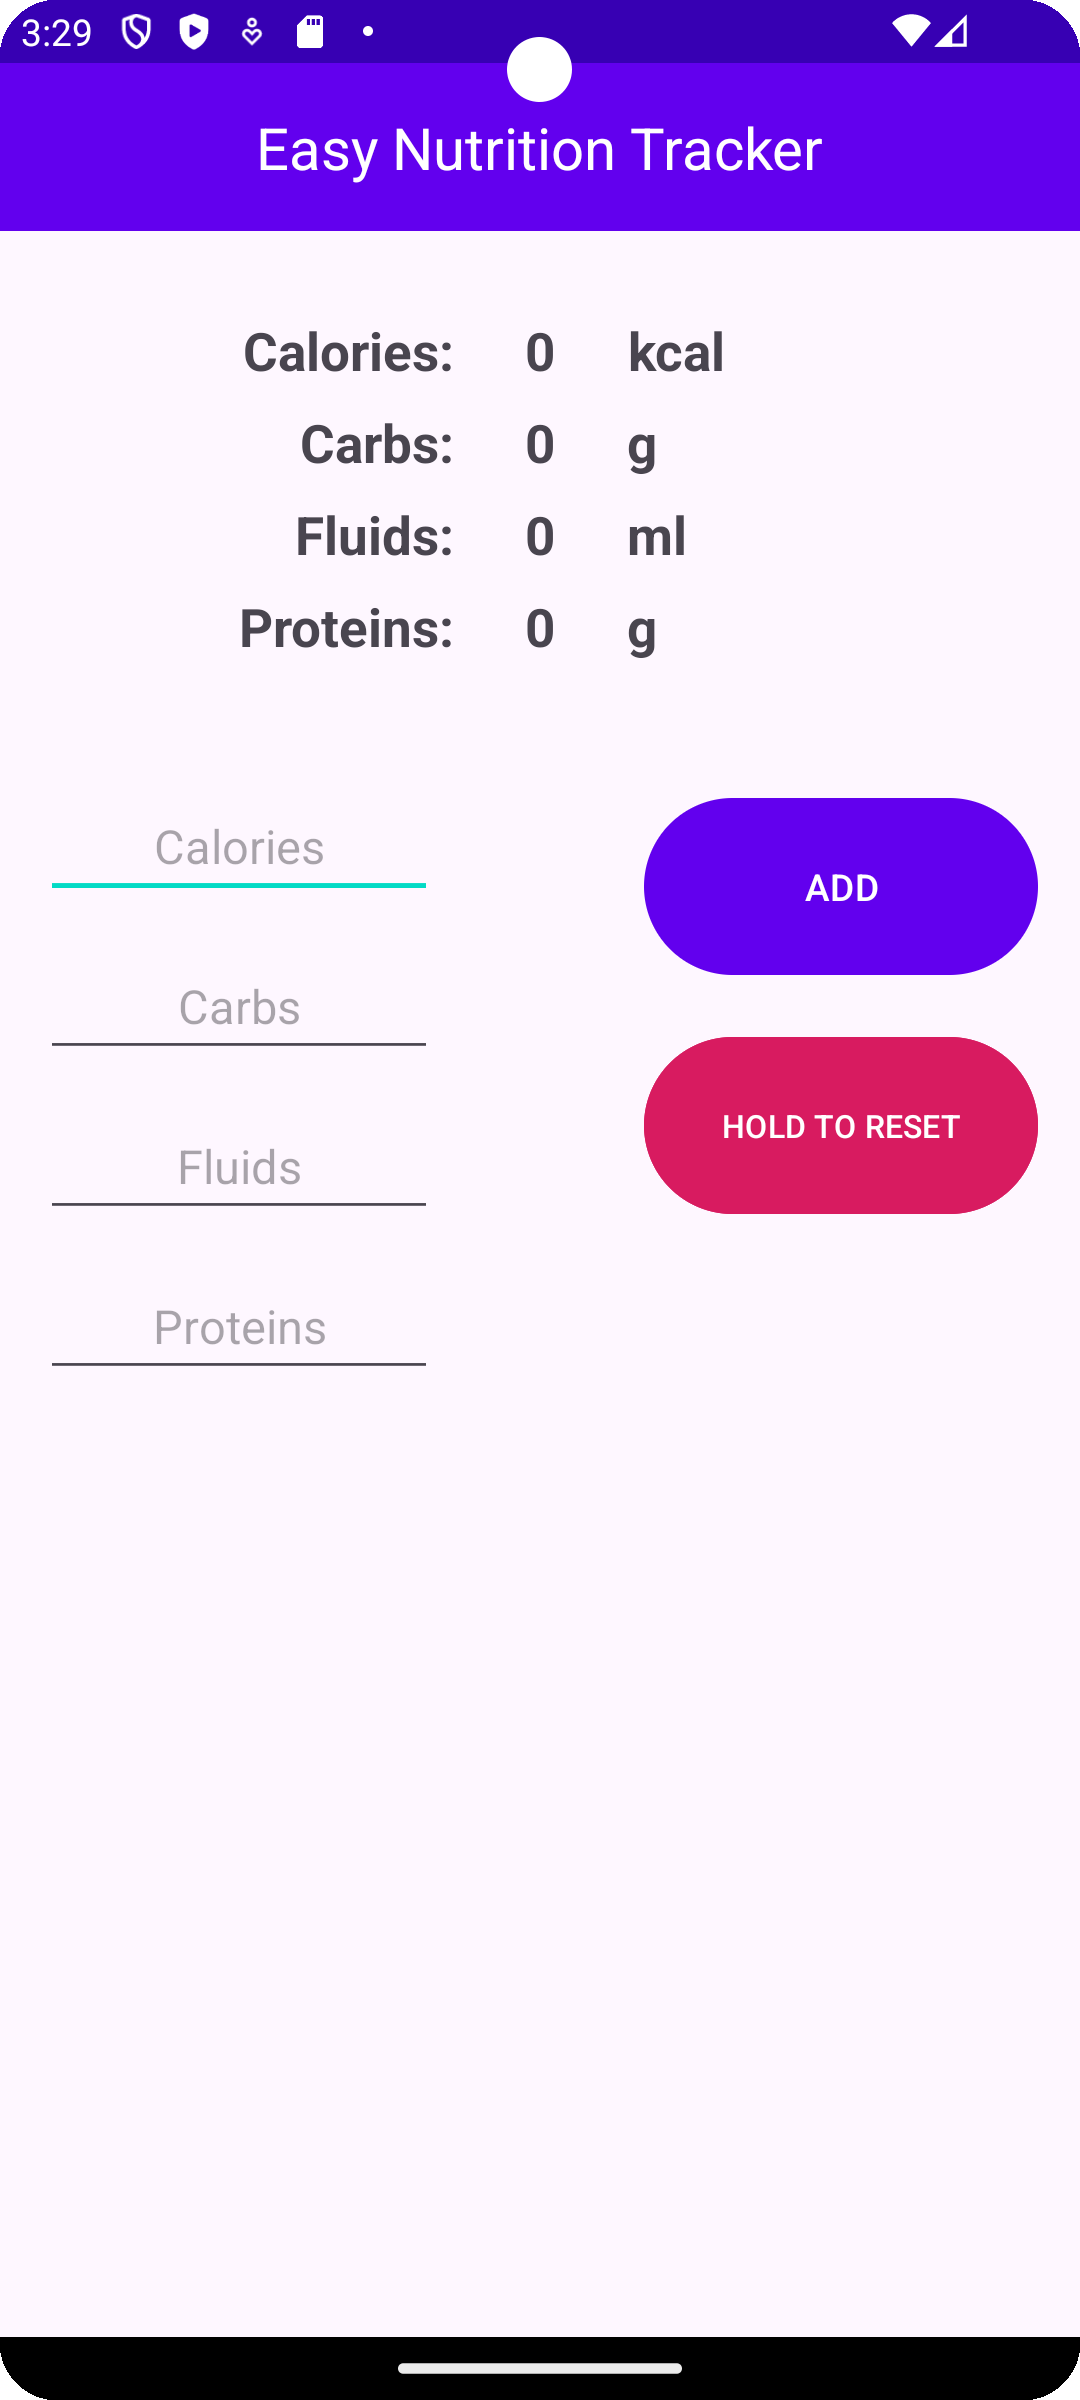 3:29
Easy Nutrition Tracker
Calories: 0 kcal
Carbs: 0 g
Fluids: 0 ml
Proteins: 0 g
Calories
ADD
Carbs
HOLD TO RESET
Fluids
Proteins